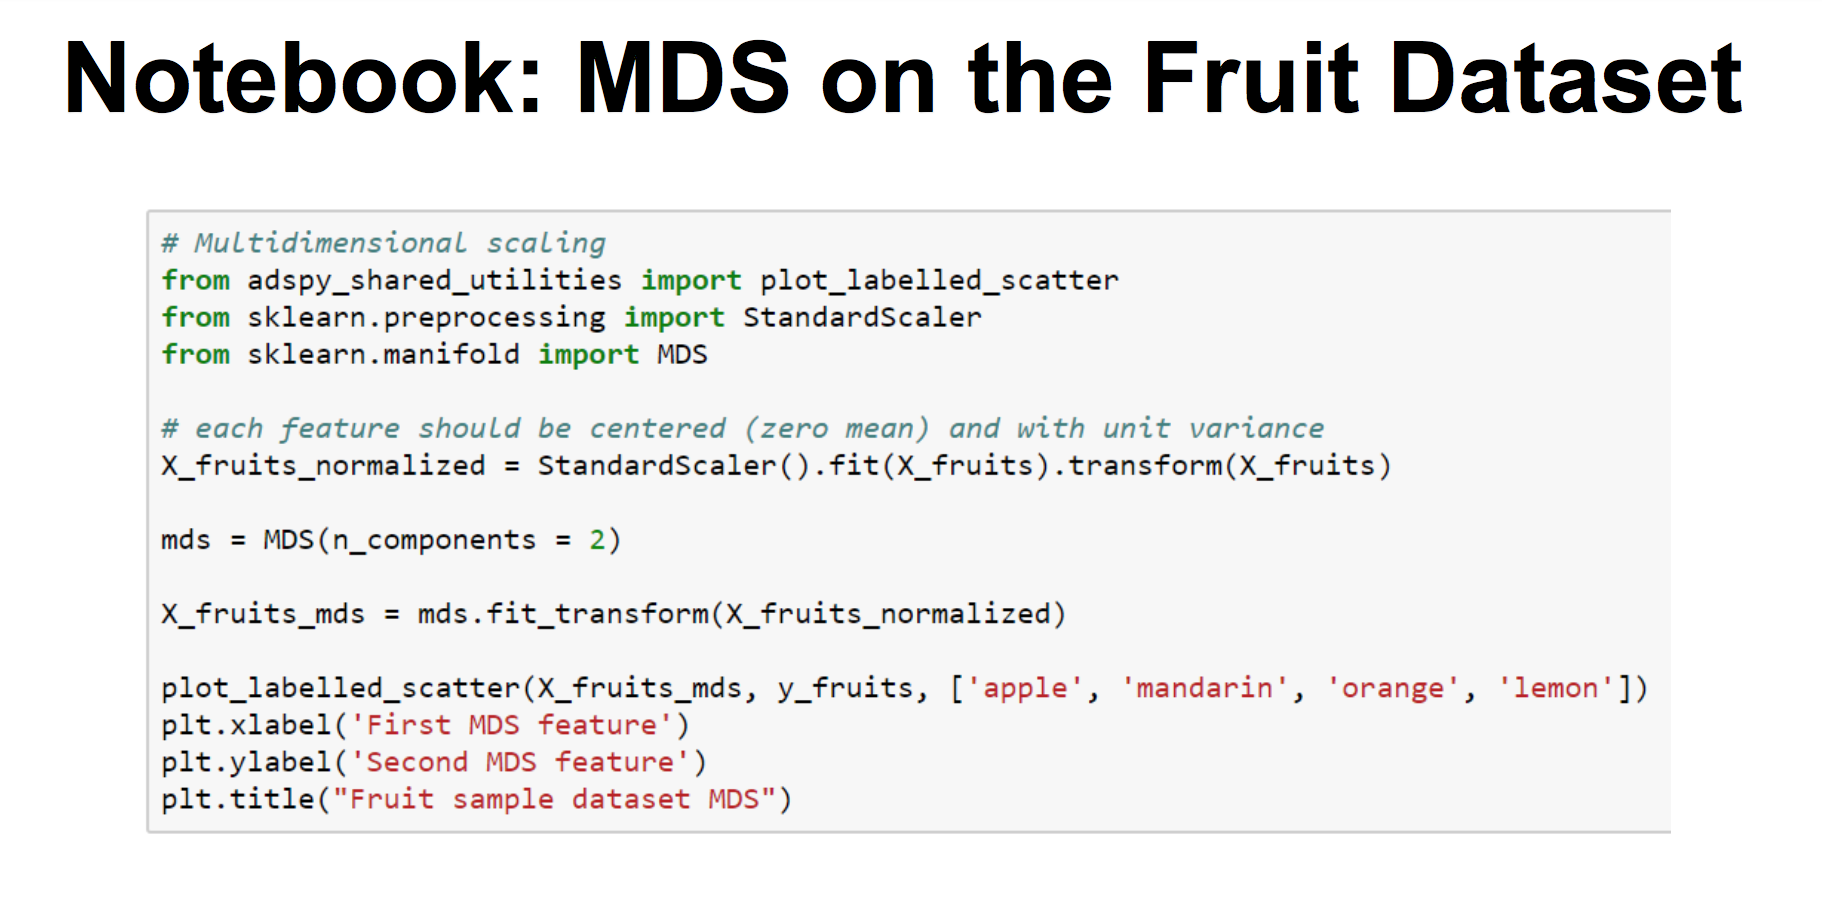 Notebook: MDS on the Fruit Dataset
# Multidimensional scaling
from adspy_shared_utilities import plot_labelled_scatter
from sklearn.preprocessing import StandardScaler
from sklearn.manifold import MDS
# each feature should be centered (zero mean) and with unit variance
X_fruits_normalized = StandardScaler().fit(X_fruits).transform(X_fruits)
mds = MDS(n_components = 2)
X_fruits_mds = mds.fit_transform(X_fruits_normalized)
plot_labelled_scatter(X_fruits_mds, y_fruits, ['apple', 'mandarin', 'orange', 'lemon'])
plt.xlabel('First MDS feature')
plt.ylabel('Second MDS feature')
plt.title("Fruit sample dataset MDS")